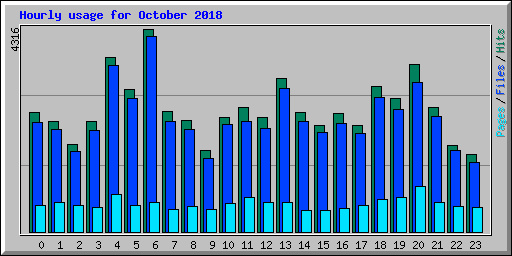 Hourly usage for October 2018
4316
Pages/Files/Hits
0 1 2 3 4 5 6 7 8 9 10 11 12 13 14 15 16 17 18 19 20 21 22 23